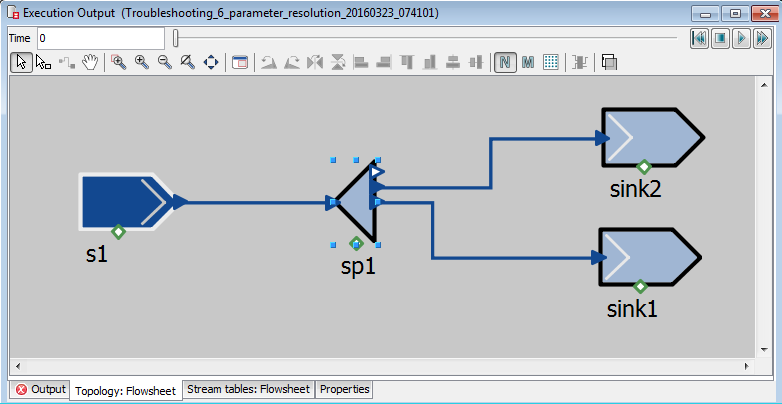 Execution Output (Troubleshooting_6_parameter_resolution_20160323_074101)
Time 0
N M
sink2
s1
sp1
sink1
Output Topology: Flowsheet Stream tables: Flowsheet Properties